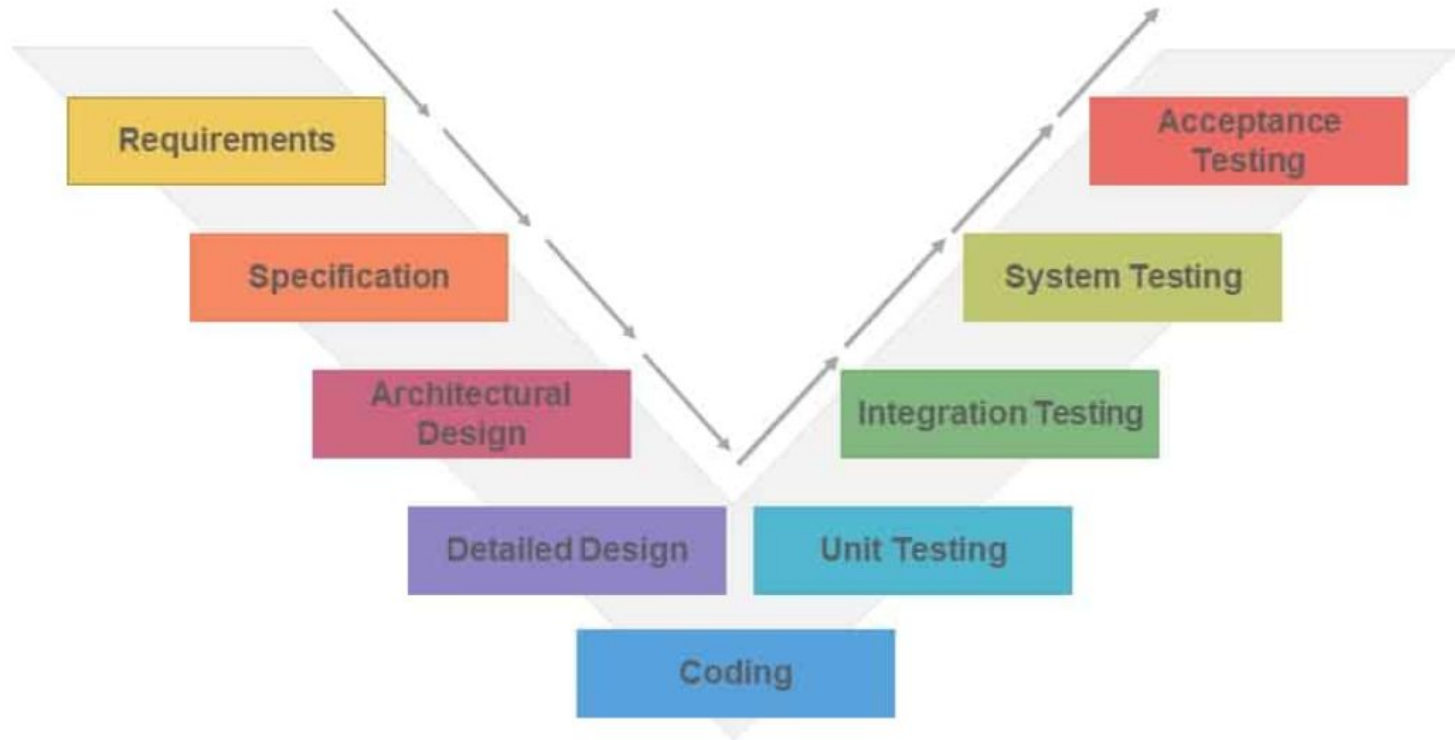 Requirements
Acceptance
Testing
Specification
System Testing
Architectural
Design
Integration Testing
Detailed Design
Unit Testing
Coding